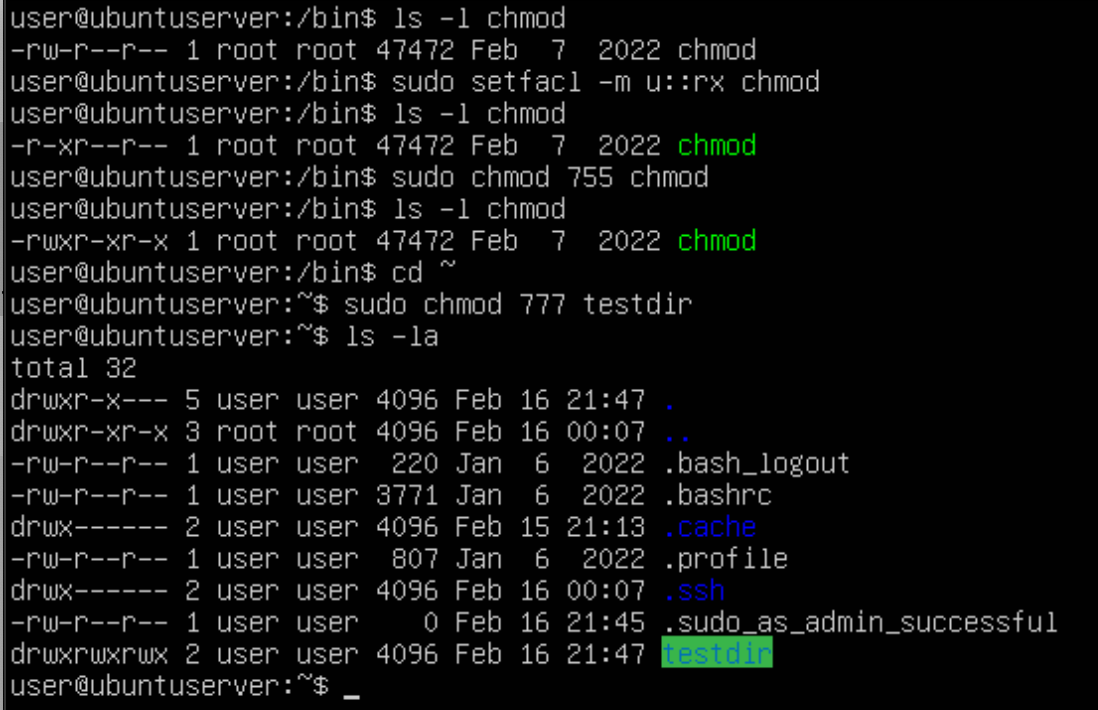 user@ubuntuserver:/bin$ ls -l chmod
-rw-r--r-- 1 root root 47472 Feb  7  2022 chmod
user@ubuntuserver:/bin$ sudo setfacl -m u::rx chmod
user@ubuntuserver:/bin$ ls -l chmod
-r-xr--r-- 1 root root 47472 Feb  7  2022 chmod
user@ubuntuserver:/bin$ sudo chmod 755 chmod
user@ubuntuserver:/bin$ ls -l chmod
-rwxr-xr-x 1 root root 47472 Feb  7  2022 chmod
user@ubuntuserver:/bin$ cd ~
user@ubuntuserver:~$ sudo chmod 777 testdir
user@ubuntuserver:~$ ls -la
total 32
drwxr-x--- 5 user user 4096 Feb 16 21:47 .
drwxr-xr-x 3 root root 4096 Feb 16 00:07 ..
-rw-r--r-- 1 user user  220 Jan  6  2022 .bash_logout
-rw-r--r-- 1 user user 3771 Jan  6  2022 .bashrc
drwx------ 2 user user 4096 Feb 15 21:13 .cache
-rw-r--r-- 1 user user  807 Jan  6  2022 .profile
drwx------ 2 user user 4096 Feb 16 00:07 .ssh
-rw-r--r-- 1 user user    0 Feb 16 21:45 .sudo_as_admin_successful
drwxrwxrwx 2 user user 4096 Feb 16 21:47 testdir
user@ubuntuserver:~$ _